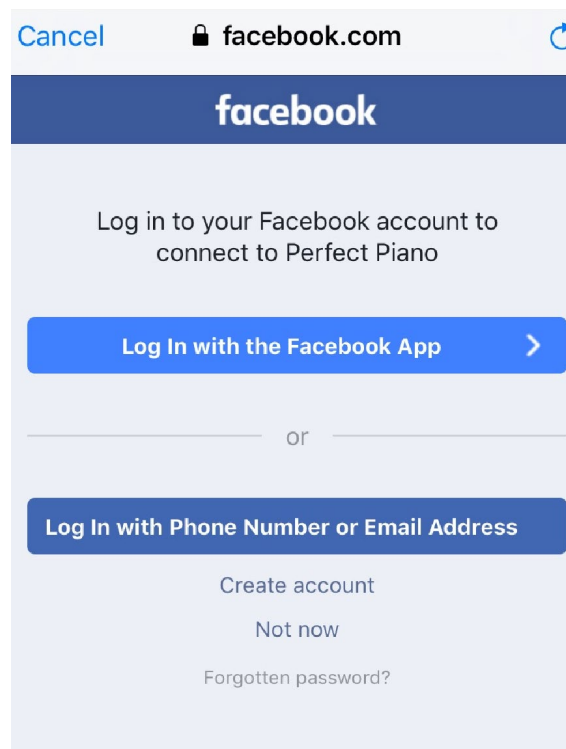 Cancel facebook.com
facebook
Log in to your Facebook account to
connect to Perfect Piano
Log In with the Facebook App
or
Log In with Phone Number or Email Address
Create account
Not now
Forgotten password?